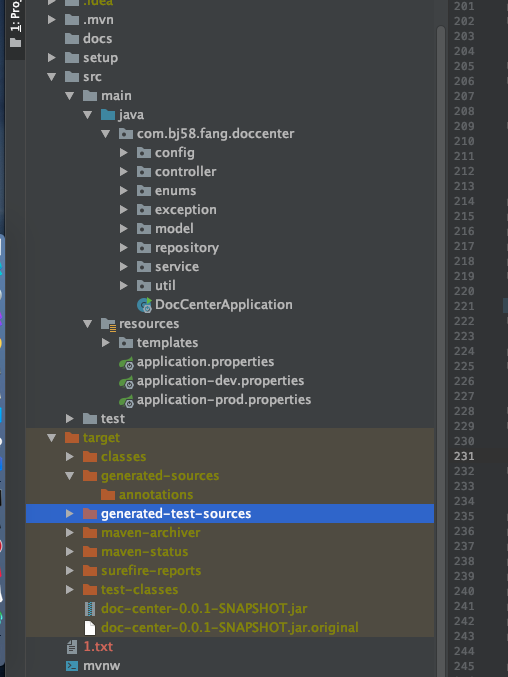 1: Proj
.idea
.mvn
docs
setup
src
main
java
com.bj58.fang.doccenter
config
controller
enums
exception
model
repository
service
util
DocCenterApplication
resources
templates
application.properties
application-dev.properties
application-prod.properties
test
target
classes
generated-sources
annotations
generated-test-sources
maven-archiver
maven-status
surefire-reports
test-classes
doc-center-0.0.1-SNAPSHOT.jar
doc-center-0.0.1-SNAPSHOT.jar.original
1.txt
mvnw
201
202
203
204
205
206
207
208
209
210
211
212
213
214
215
216
217
218
219
220
221
222
223
224
225
226
227
228
229
230
231
232
233
234
235
236
237
238
239
240
241
242
243
244
245